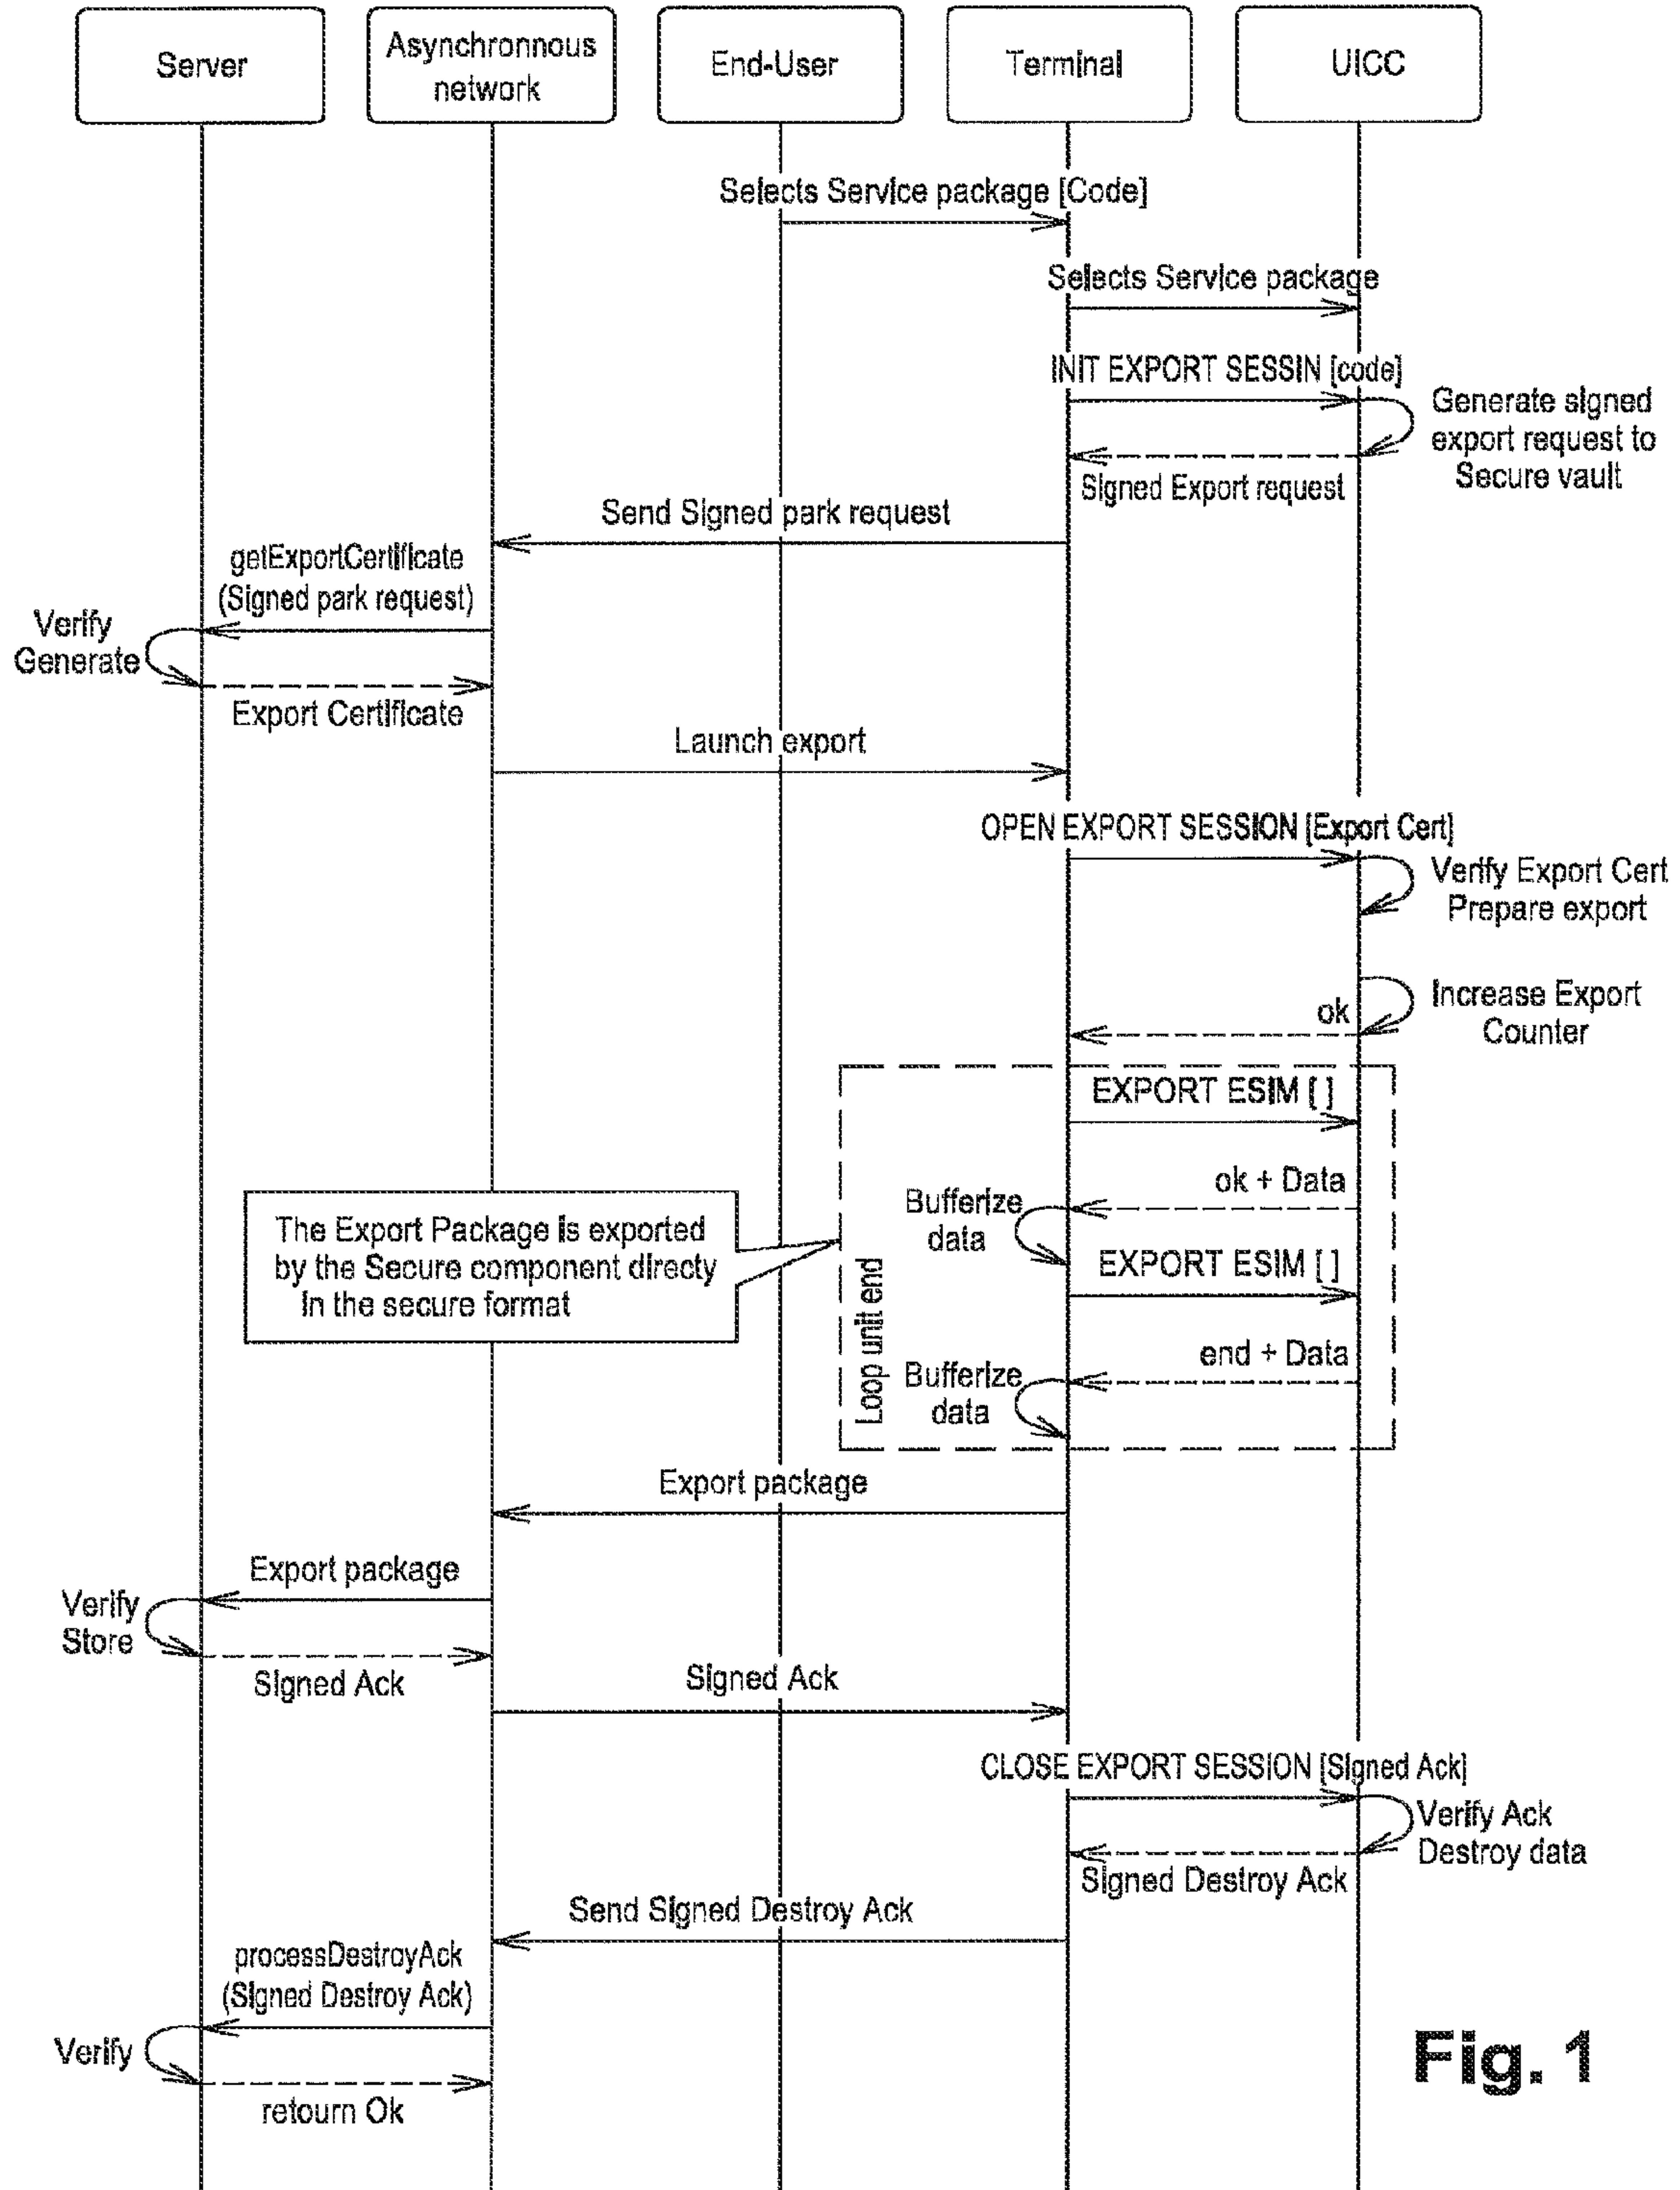 Server
Asynchronnous
network
End-User
Terminal
UICC
Selects Service package [Code]
Selects Service package
INIT EXPORT SESSIN [code]
Generate signed
export request to
Secure vault
Signed Export request
Send Signed park request
getExportCertificate
(Signed park request)
Verify
Generate
Export Certificate
Launch export
OPEN EXPORT SESSION [Export Cert]
Verify Export Cert
Prepare export
Increase Export
Counter
ok
EXPORT ESIM [ ]
ok + Data
Bufferize
data
The Export Package is exported
by the Secure component directy
In the secure format
EXPORT ESIM [ ]
Loop unit end
end + Data
Bufferize
data
Export package
Export package
Verify
Store
Signed Ack
Signed Ack
CLOSE EXPORT SESSION [Signed Ack]
Verify Ack
Destroy data
Signed Destroy Ack
Send Signed Destroy Ack
processDestroyAck
(Signed Destroy Ack)
Verify
retourn Ok
Fig. 1